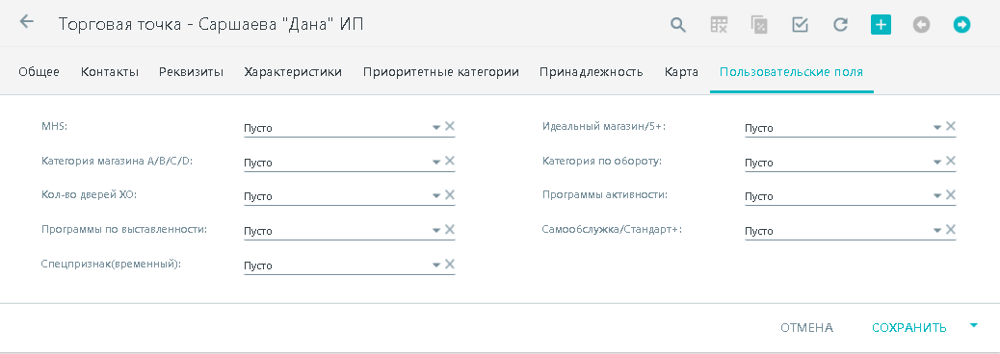 Торговая точка - Саршаева "Дана" ИП
Общее Контакты Реквизиты Характеристики Приоритетные категории Принадлежность Карта Пользовательские поля
MHS: Пусто Идеальный магазин/5+: Пусто
Категория магазина A/B/C/D: Пусто Категория по обороту: Пусто
Кол-во дверей ХО: Пусто Программы активности: Пусто
Программы по выставленности: Пусто Самообслужка/Стандарт+: Пусто
Спецпризнак(временный): Пусто
ОТМЕНА СОХРАНИТЬ